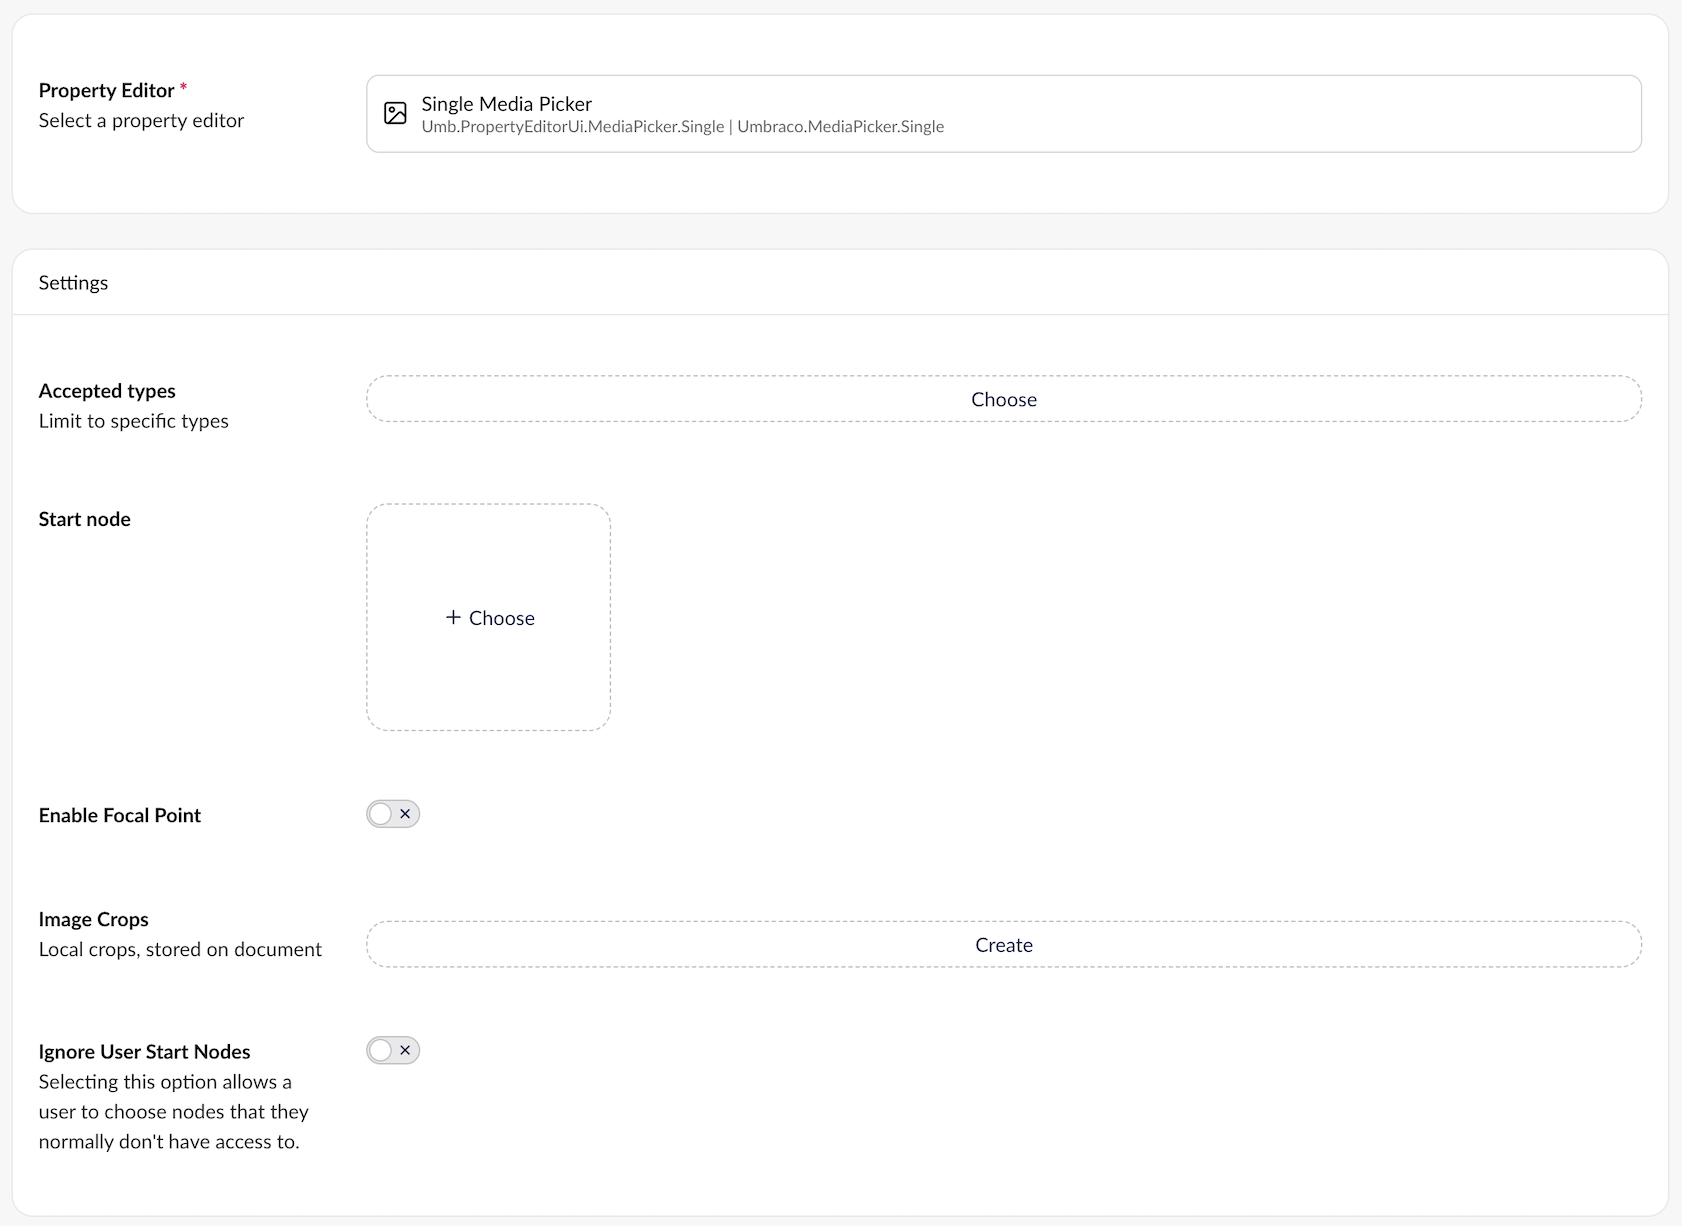 Property Editor *
Select a property editor
Single Media Picker
Umb.PropertyEditorUi.MediaPicker.Single | Umbraco.MediaPicker.Single
Settings
Accepted types
Limit to specific types
Choose
Start node
+ Choose
Enable Focal Point
Image Crops
Local crops, stored on document
Create
Ignore User Start Nodes
Selecting this option allows a
user to choose nodes that they
normally don't have access to.